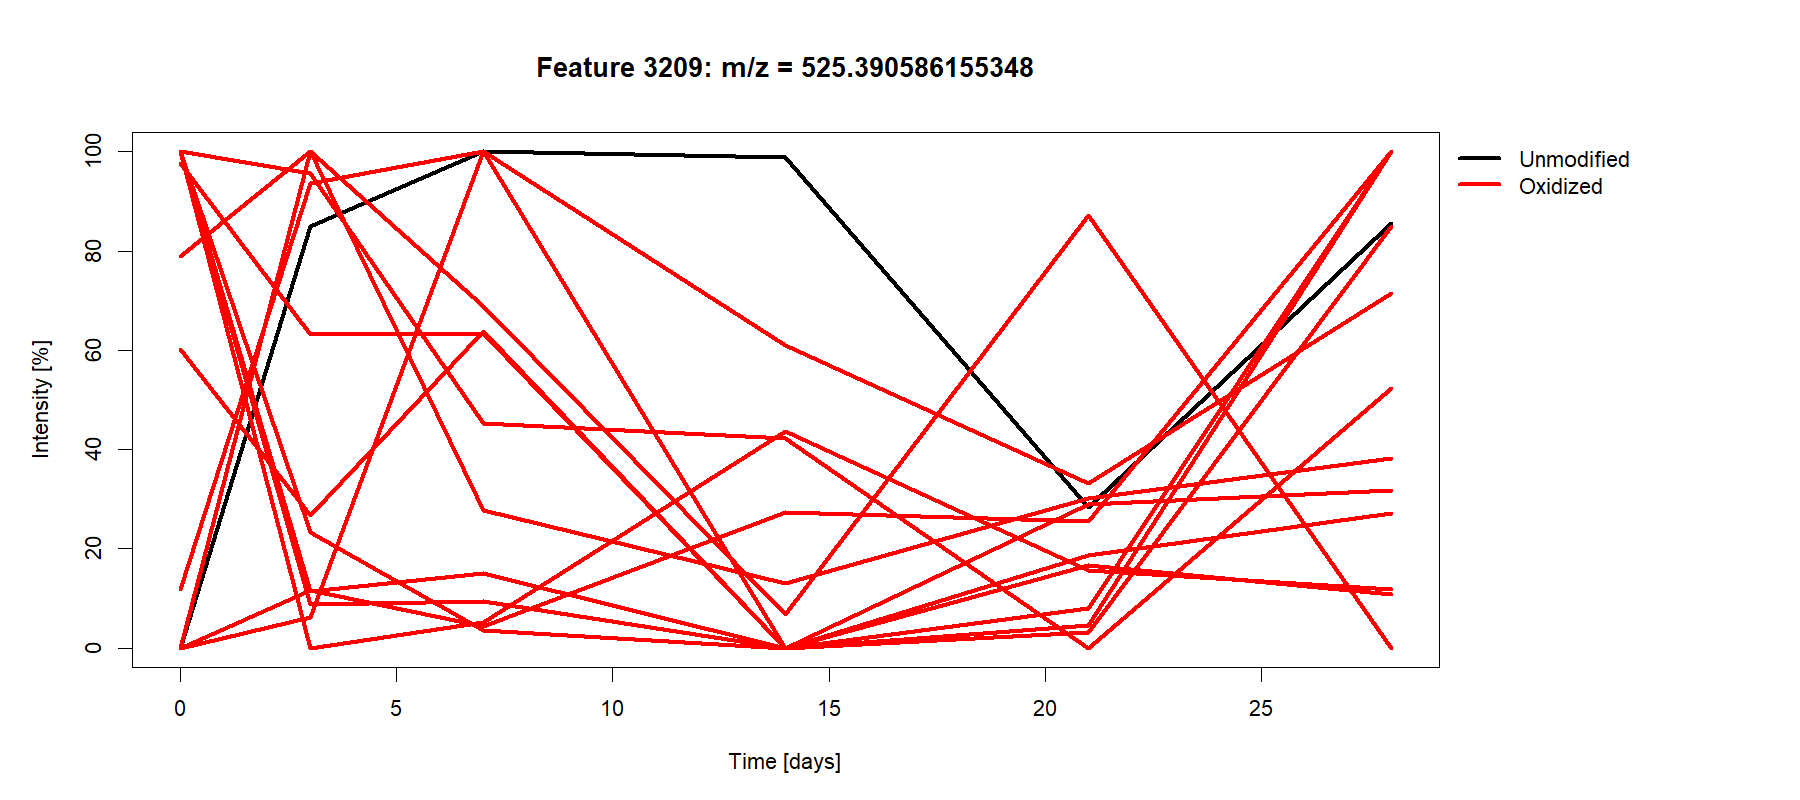 Feature 3209: m/z = 525.390586155348
Unmodified
Oxidized
Intensity [%]
100
80
60
40
20
0
0 5 10 15 20 25
Time [days]